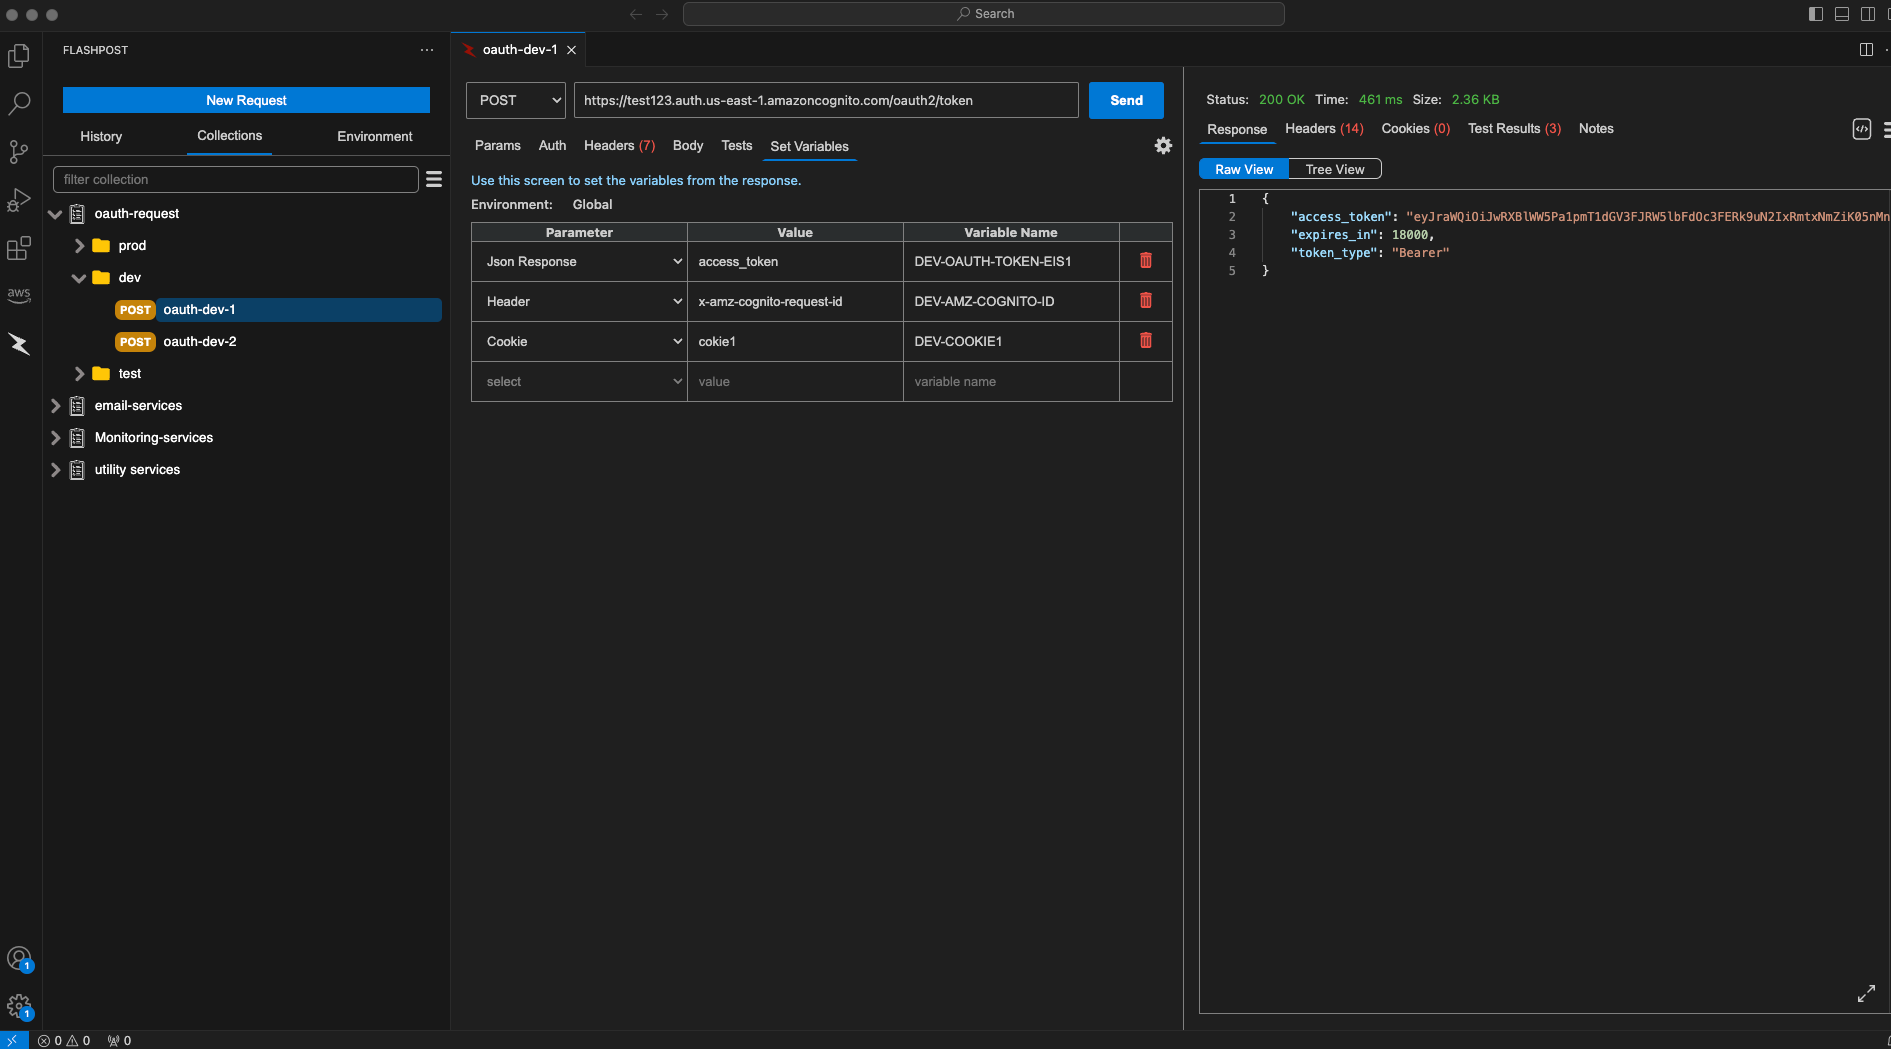 Search
FLASHPOST
New Request
History
Collections
Environment
filter collection
oauth-request
prod
dev
POST oauth-dev-1
POST oauth-dev-2
test
email-services
Monitoring-services
utility services
aws
1
1
0 0 0
oauth-dev-1
POST
https://test123.auth.us-east-1.amazoncognito.com/oauth2/token
Send
Params Auth Headers (7) Body Tests Set Variables
Use this screen to set the variables from the response.
Environment: Global
Parameter Value Variable Name
Json Response access_token DEV-OAUTH-TOKEN-EIS1
Header x-amz-cognito-request-id DEV-AMZ-COGNITO-ID
Cookie cokie1 DEV-COOKIE1
select value variable name
Status: 200 OK Time: 461 ms Size: 2.36 KB
Response Headers (14) Cookies (0) Test Results (3) Notes
Raw View Tree View
1 {
2 "access_token": "eyJraWQiOiJwRXBlWW5Pa1pmT1dGV3FJRW5lbFdOc3FERk9uN2IxRmtxNmZiK05nMn
3 "expires_in": 18000,
4 "token_type": "Bearer"
5 }